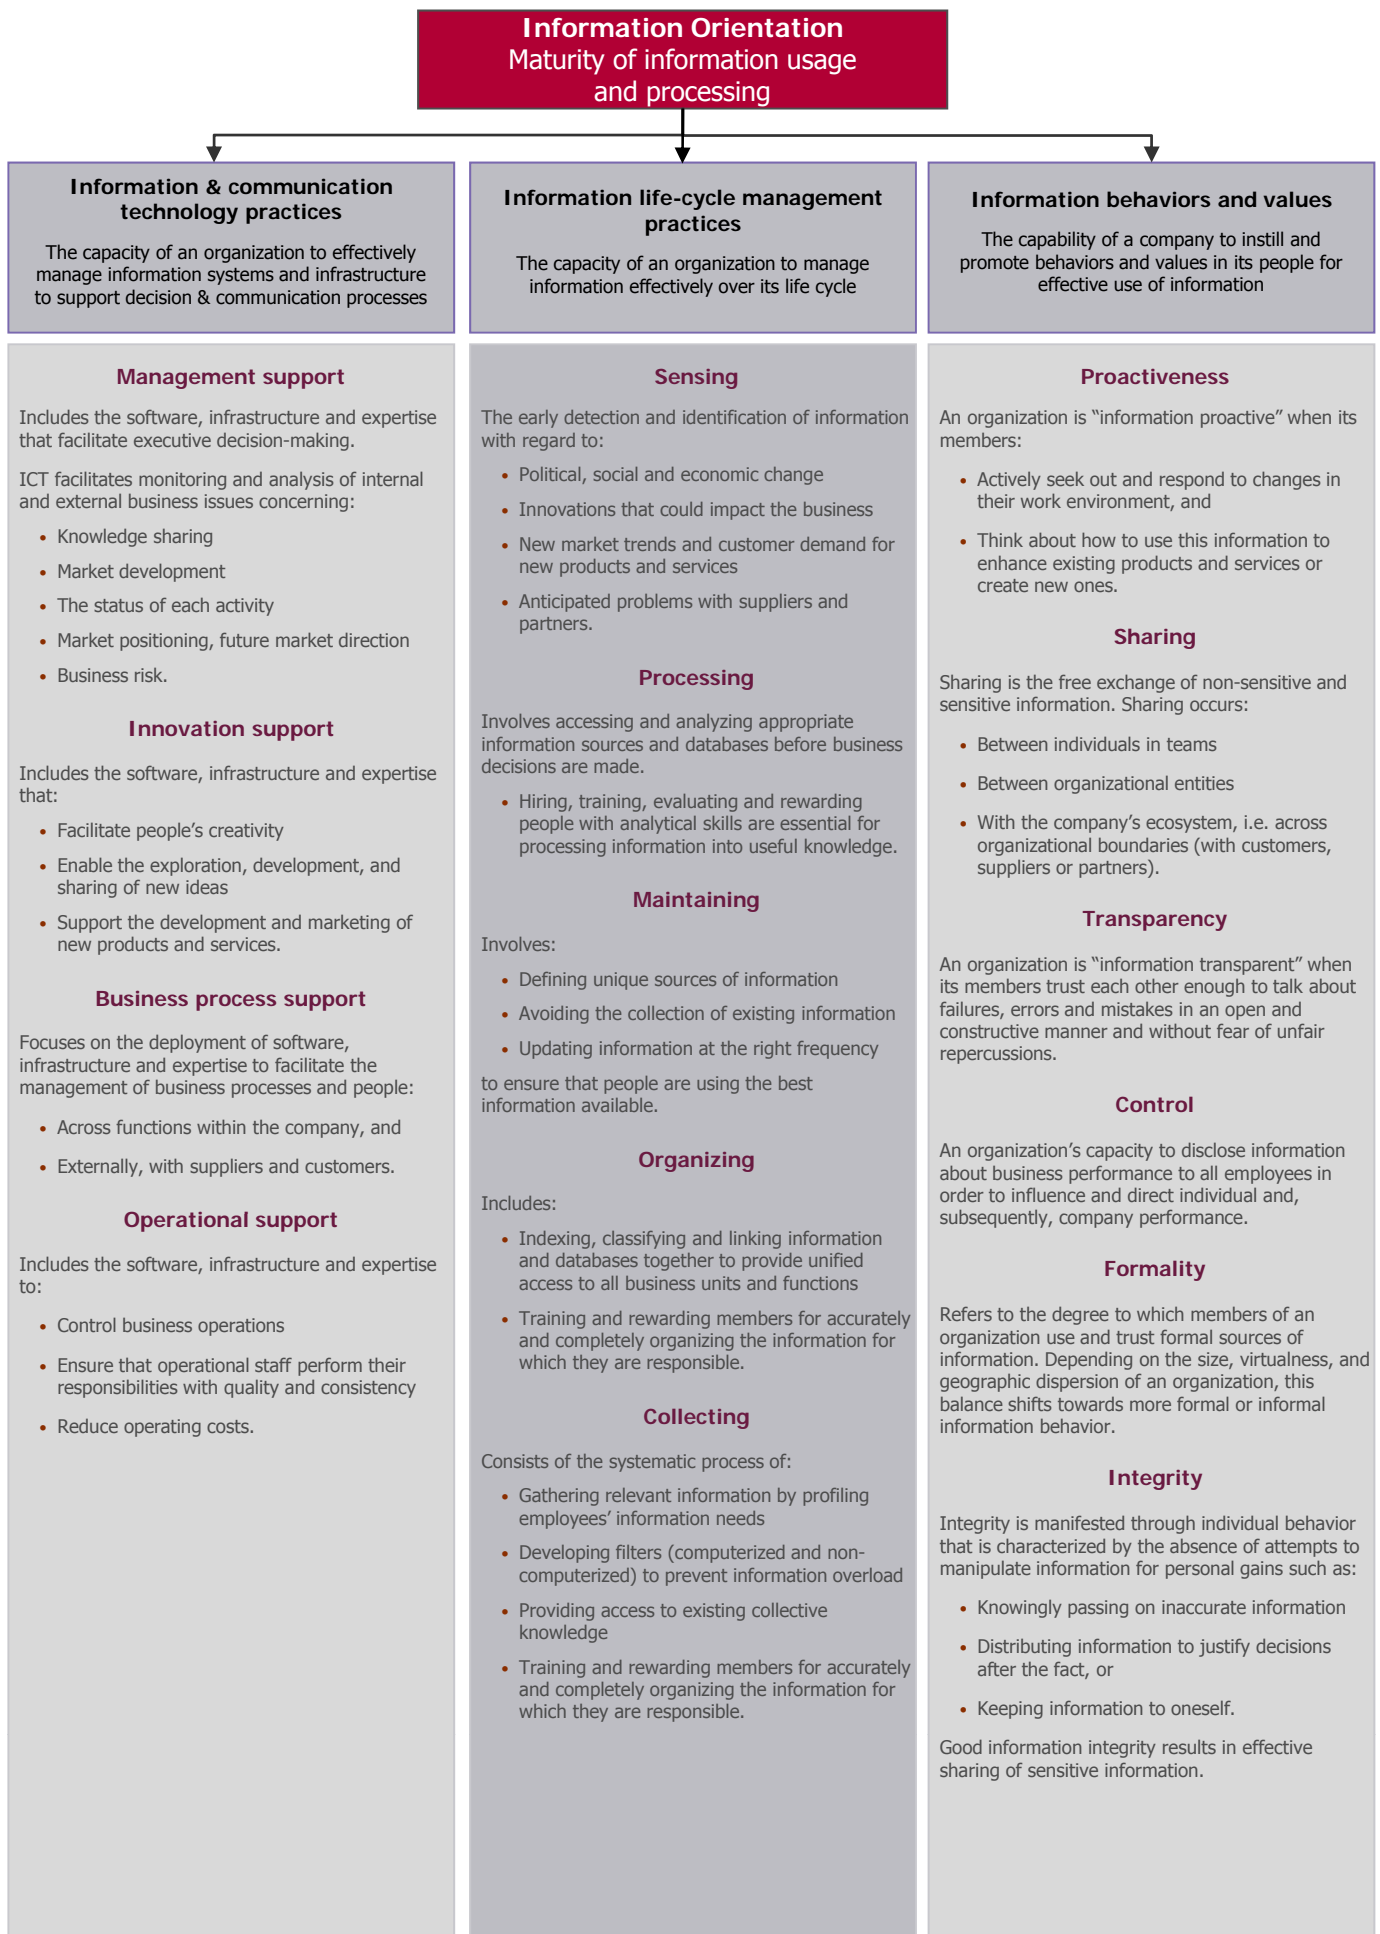 Information Orientation
Maturity of information usage
and processing
Information & communication
technology practices
The capacity of an organization to effectively
manage information systems and infrastructure
to support decision & communication processes
Information life-cycle management
practices
The capacity of an organization to manage
information effectively over its life cycle
Information behaviors and values
The capability of a company to instill and
promote behaviors and values in its people for
effective use of information
Management support
Includes the software, infrastructure and expertise
that facilitate executive decision-making.
ICT facilitates monitoring and analysis of internal
and external business issues concerning:
• Knowledge sharing
• Market development
• The status of each activity
• Market positioning, future market direction
• Business risk.
Innovation support
Includes the software, infrastructure and expertise
that:
• Facilitate people’s creativity
• Enable the exploration, development, and
sharing of new ideas
• Support the development and marketing of
new products and services.
Business process support
Focuses on the deployment of software,
infrastructure and expertise to facilitate the
management of business processes and people:
• Across functions within the company, and
• Externally, with suppliers and customers.
Operational support
Includes the software, infrastructure and expertise
to:
• Control business operations
• Ensure that operational staff perform their
responsibilities with quality and consistency
• Reduce operating costs.
Sensing
The early detection and identification of information
with regard to:
• Political, social and economic change
• Innovations that could impact the business
• New market trends and customer demand for
new products and services
• Anticipated problems with suppliers and
partners.
Processing
Involves accessing and analyzing appropriate
information sources and databases before business
decisions are made.
• Hiring, training, evaluating and rewarding
people with analytical skills are essential for
processing information into useful knowledge.
Maintaining
Involves:
• Defining unique sources of information
• Avoiding the collection of existing information
• Updating information at the right frequency
to ensure that people are using the best
information available.
Organizing
Includes:
• Indexing, classifying and linking information
and databases together to provide unified
access to all business units and functions
• Training and rewarding members for accurately
and completely organizing the information for
which they are responsible.
Collecting
Consists of the systematic process of:
• Gathering relevant information by profiling
employees’ information needs
• Developing filters (computerized and non-
computerized) to prevent information overload
• Providing access to existing collective
knowledge
• Training and rewarding members for accurately
and completely organizing the information for
which they are responsible.
Proactiveness
An organization is “information proactive” when its
members:
• Actively seek out and respond to changes in
their work environment, and
• Think about how to use this information to
enhance existing products and services or
create new ones.
Sharing
Sharing is the free exchange of non-sensitive and
sensitive information. Sharing occurs:
• Between individuals in teams
• Between organizational entities
• With the company’s ecosystem, i.e. across
organizational boundaries (with customers,
suppliers or partners).
Transparency
An organization is “information transparent” when
its members trust each other enough to talk about
failures, errors and mistakes in an open and
constructive manner and without fear of unfair
repercussions.
Control
An organization’s capacity to disclose information
about business performance to all employees in
order to influence and direct individual and,
subsequently, company performance.
Formality
Refers to the degree to which members of an
organization use and trust formal sources of
information. Depending on the size, virtualness, and
geographic dispersion of an organization, this
balance shifts towards more formal or informal
information behavior.
Integrity
Integrity is manifested through individual behavior
that is characterized by the absence of attempts to
manipulate information for personal gains such as:
• Knowingly passing on inaccurate information
• Distributing information to justify decisions
after the fact, or
• Keeping information to oneself.
Good information integrity results in effective
sharing of sensitive information.